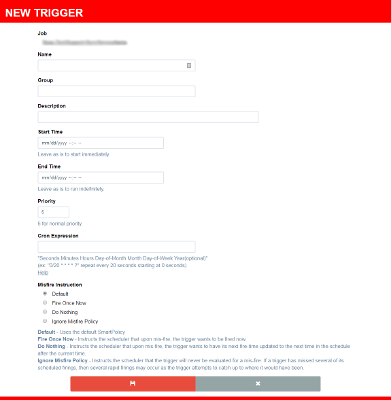 NEW TRIGGER
Job
Name
Group
Description
Start Time
mm/dd/yyyy --:-- --
Leave as is to start immediately.
End Time
mm/dd/yyyy --:-- --
Leave as is to run indefinitely.
Priority
5
5 for normal priority
Cron Expression
"Seconds Minutes Hours Day-of-Month Month Day-of-Week Year(optional)"
(ex: "5/20 * * * * ?" repeat every 20 seconds starting at 5 seconds)
Help
Misfire Instruction
Default
Fire Once Now
Do Nothing
Ignore Misfire Policy
Default - Uses the default SmartPolicy
Fire Once Now - Instructs the scheduler that upon mis-fire, the trigger wants to be fired now.
Do Nothing - Instructs the scheduler that upon mis-fire, the trigger wants to have its next fire time updated to the next time in the schedule
after the current time.
Ignore Misfire Policy - Instructs the scheduler that the trigger will never be evaluated for a mis-fire. If a trigger has missed several of its
scheduled firings, then several rapid firings may occur as the trigger attempts to catch up to where it would have been.